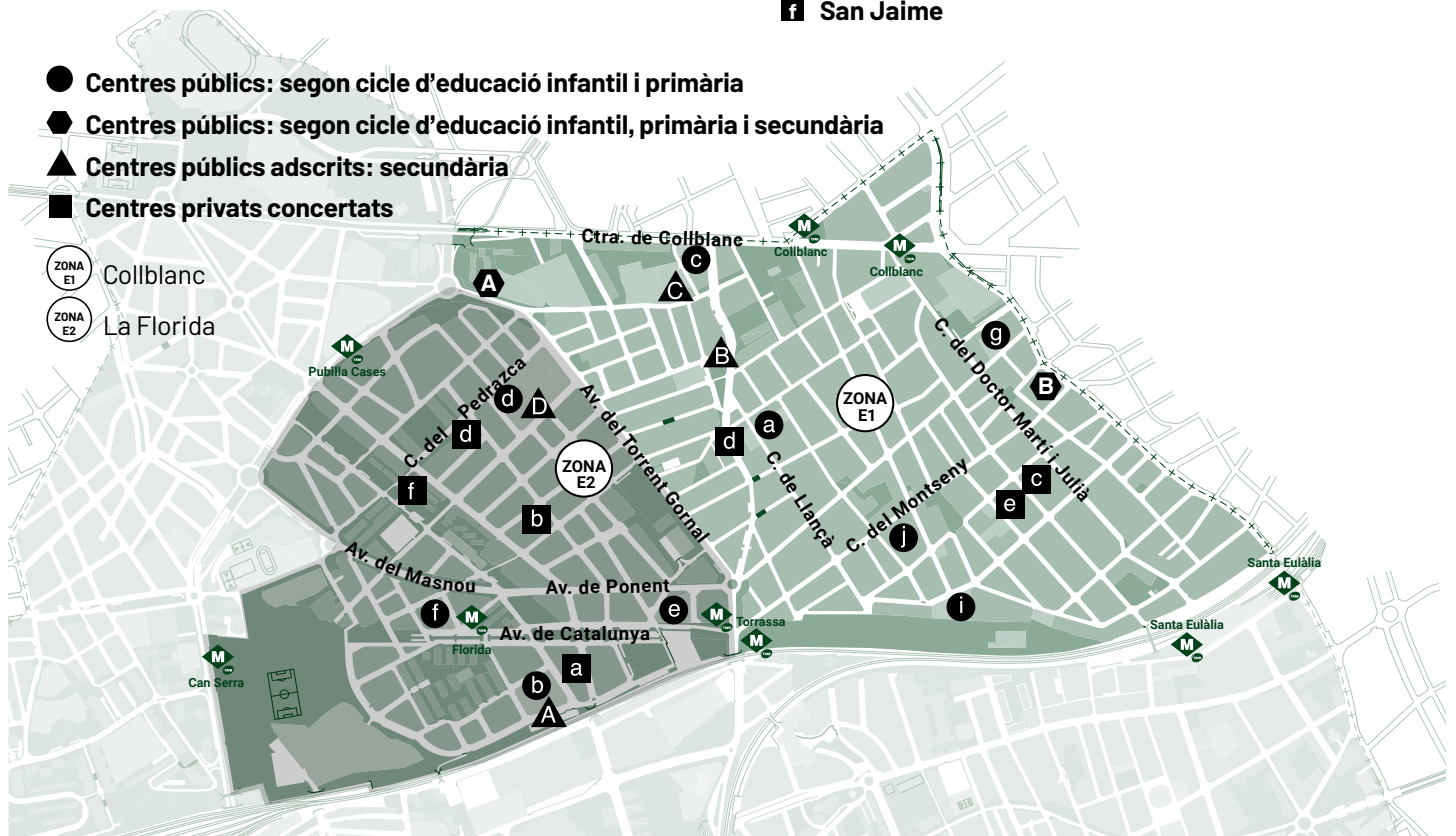 f San Jaime
Centres públics: segon cicle d’educació infantil i primària
Centres públics: segon cicle d’educació infantil, primària i secundària
Centres públics adscrits: secundària
Centres privats concertats
ZONA
E1
Collblanc
ZONA
E2
La Florida
M
Collblanc
M
Collblanc
Ctra. de Collblanc
c
C
A
M
Pubilla Cases
g
C. del Doctor Martí i Julià
B
B
ZONA
E1
C. del Pedrazca
d
D
d
Av. del Torrent Gornal
a
d
C. de Llançà
ZONA
E2
f
b
C. del Montseny
c
e
j
Av. del Masnou
Av. de Ponent
M
Santa Eulàlia
f
M
Florida
e
M
Torrassa
M
i
Av. de Catalunya
Santa Eulàlia
M
M
Can Serra
a
b
A